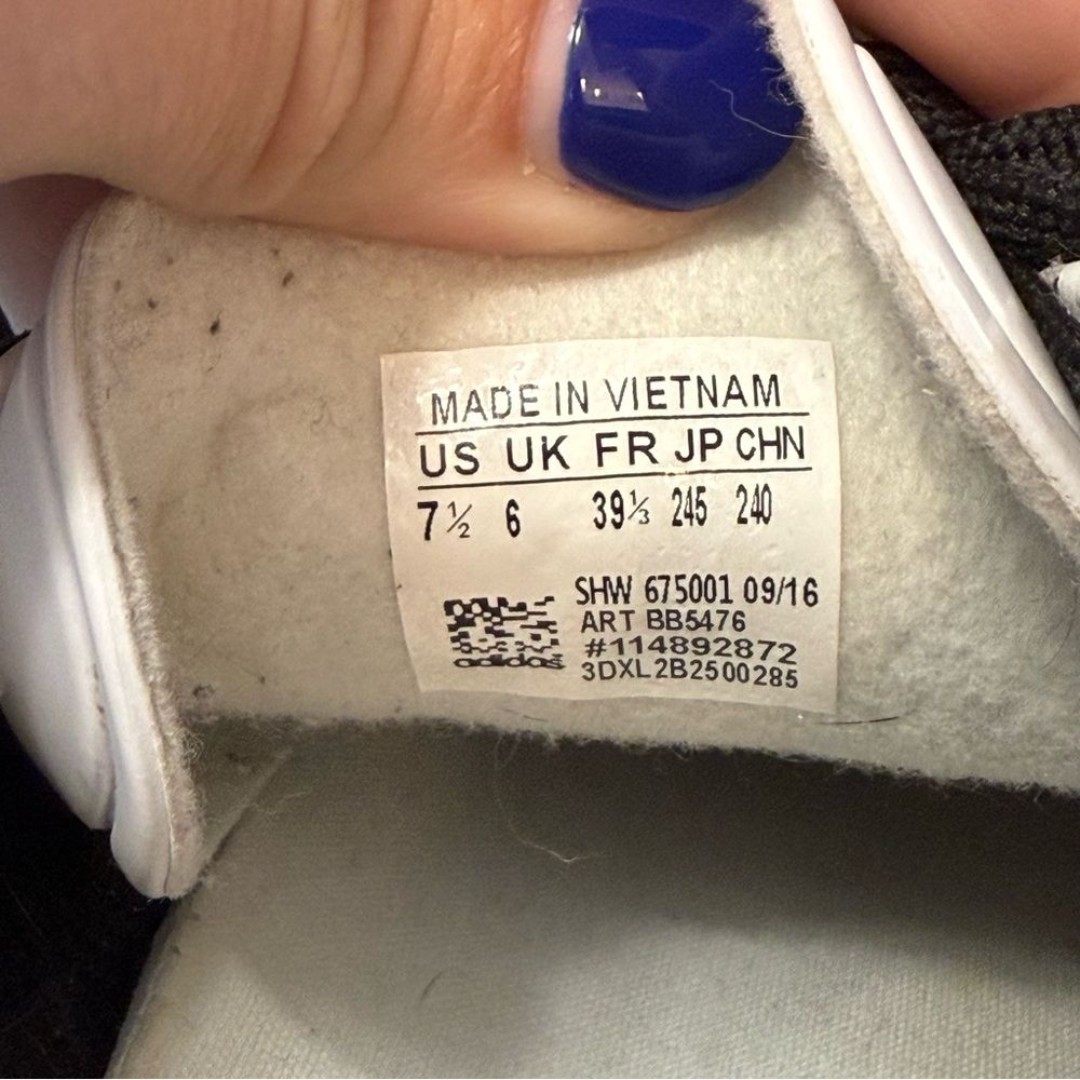 MADE IN VIETNAM
US UK FR JP CHN
7½ 6 39⅓ 245 240
SHW 675001 09/16
ART BB5476
#114892872
3DXL2B2500285
adidas